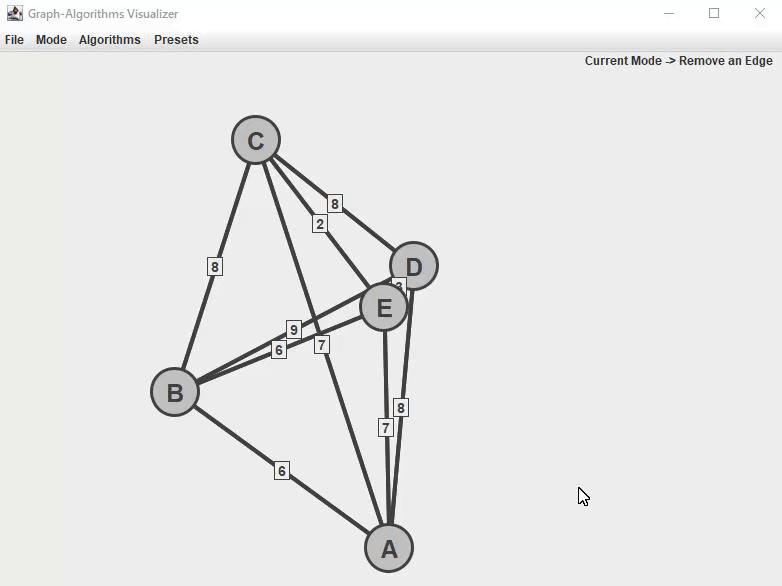 Graph-Algorithms Visualizer
File Mode Algorithms Presets
Current Mode -> Remove an Edge
C
8
2
8
D
E
9
6
7
B
8
7
6
A